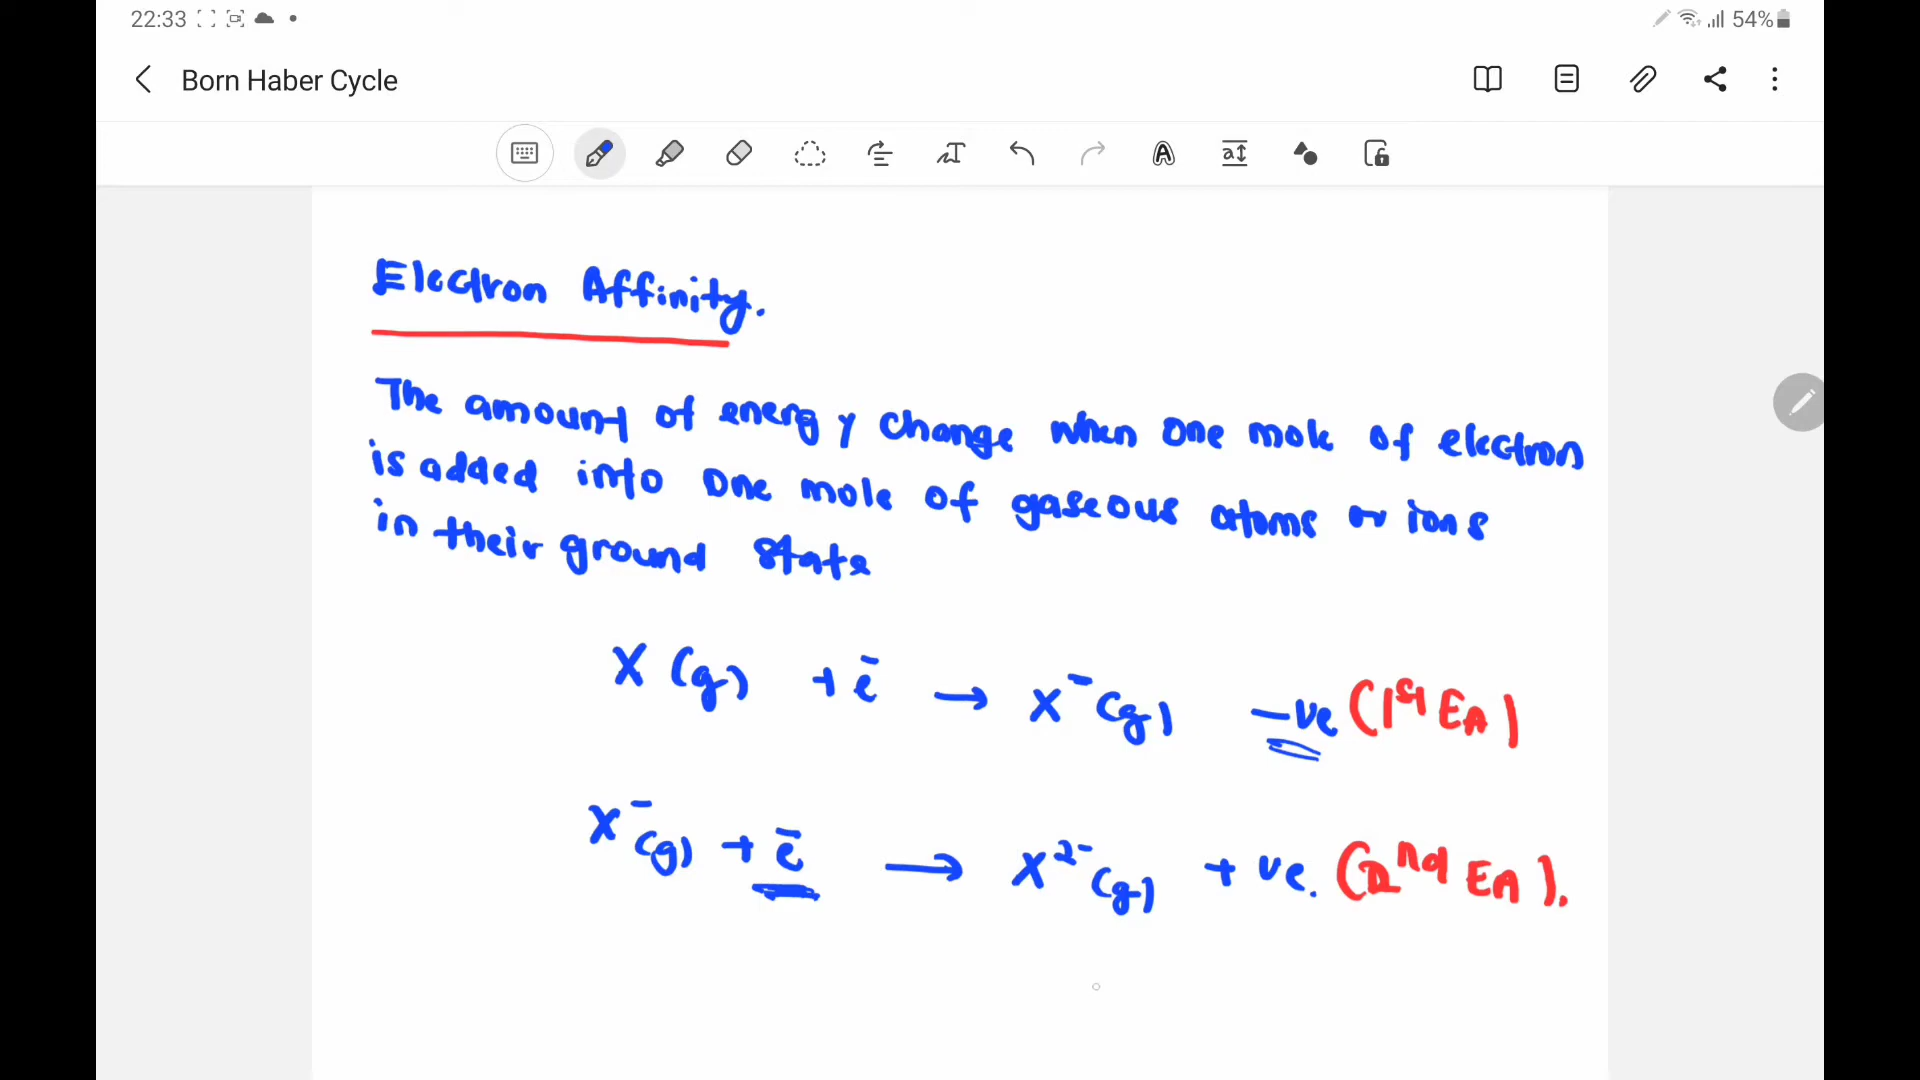 22:33
54%
Born Haber Cycle
Electron Affinity.
The amount of energy change when one mole of electron
is added into one mole of gaseous atoms or ions
in their ground state
X (g) + e⁻ → X⁻ (g) -ve (1st EA)
X⁻ (g) + e⁻ → X²⁻ (g) + ve. (2nd EA).